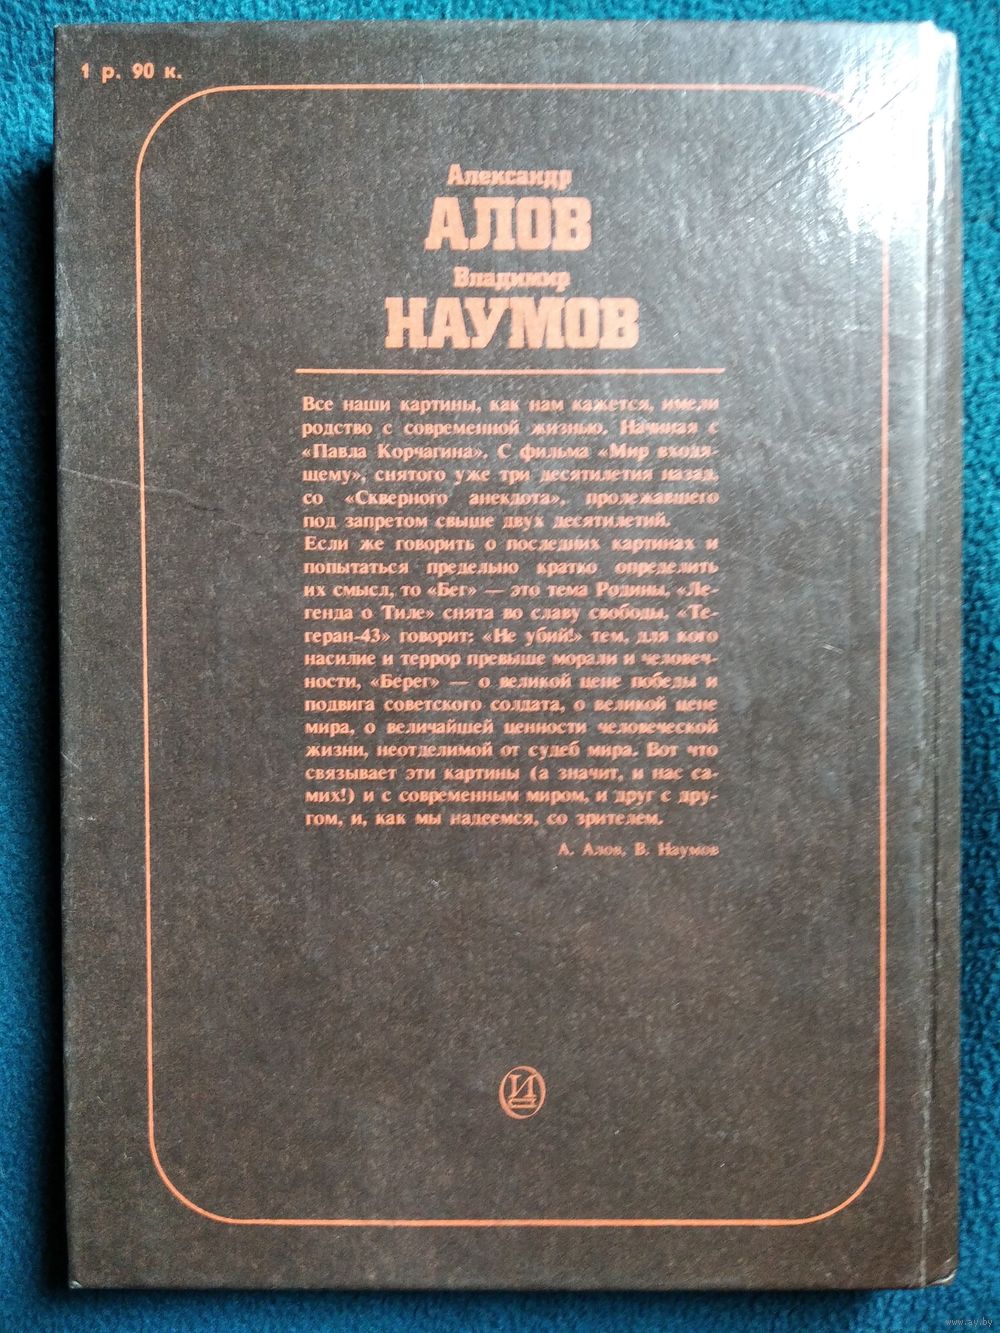 1 р. 90 к.
Александр
АЛОВ
Владимир
НАУМОВ
Все наши картины, как нам кажется, имели
родство с современной жизнью. Начиная с
«Павла Корчагина». С фильма «Мир входя-
щему», снятого уже три десятилетия назад,
со «Скверного анекдота», пролежавшего
под запретом свыше двух десятилетий.
Если же говорить о последних картинах и
попытаться предельно кратко определить
их смысл, то «Бег» — это тема Родины, «Ле-
генда о Тиле» снята во славу свободы, «Те-
геран-43» говорит: «Не убий!» тем, для кого
насилие и террор превыше морали и человеч-
ности, «Берег» — о великой цене победы и
подвига советского солдата, о великой цене
мира, о величайшей ценности человеческой
жизни, неотделимой от судеб мира. Вот что
связывает эти картины (а значит, и нас са-
мих!) и с современным миром, и друг с дру-
гом, и, как мы надеемся, со зрителем.
А. Алов, В. Наумов
И
www.ay.by